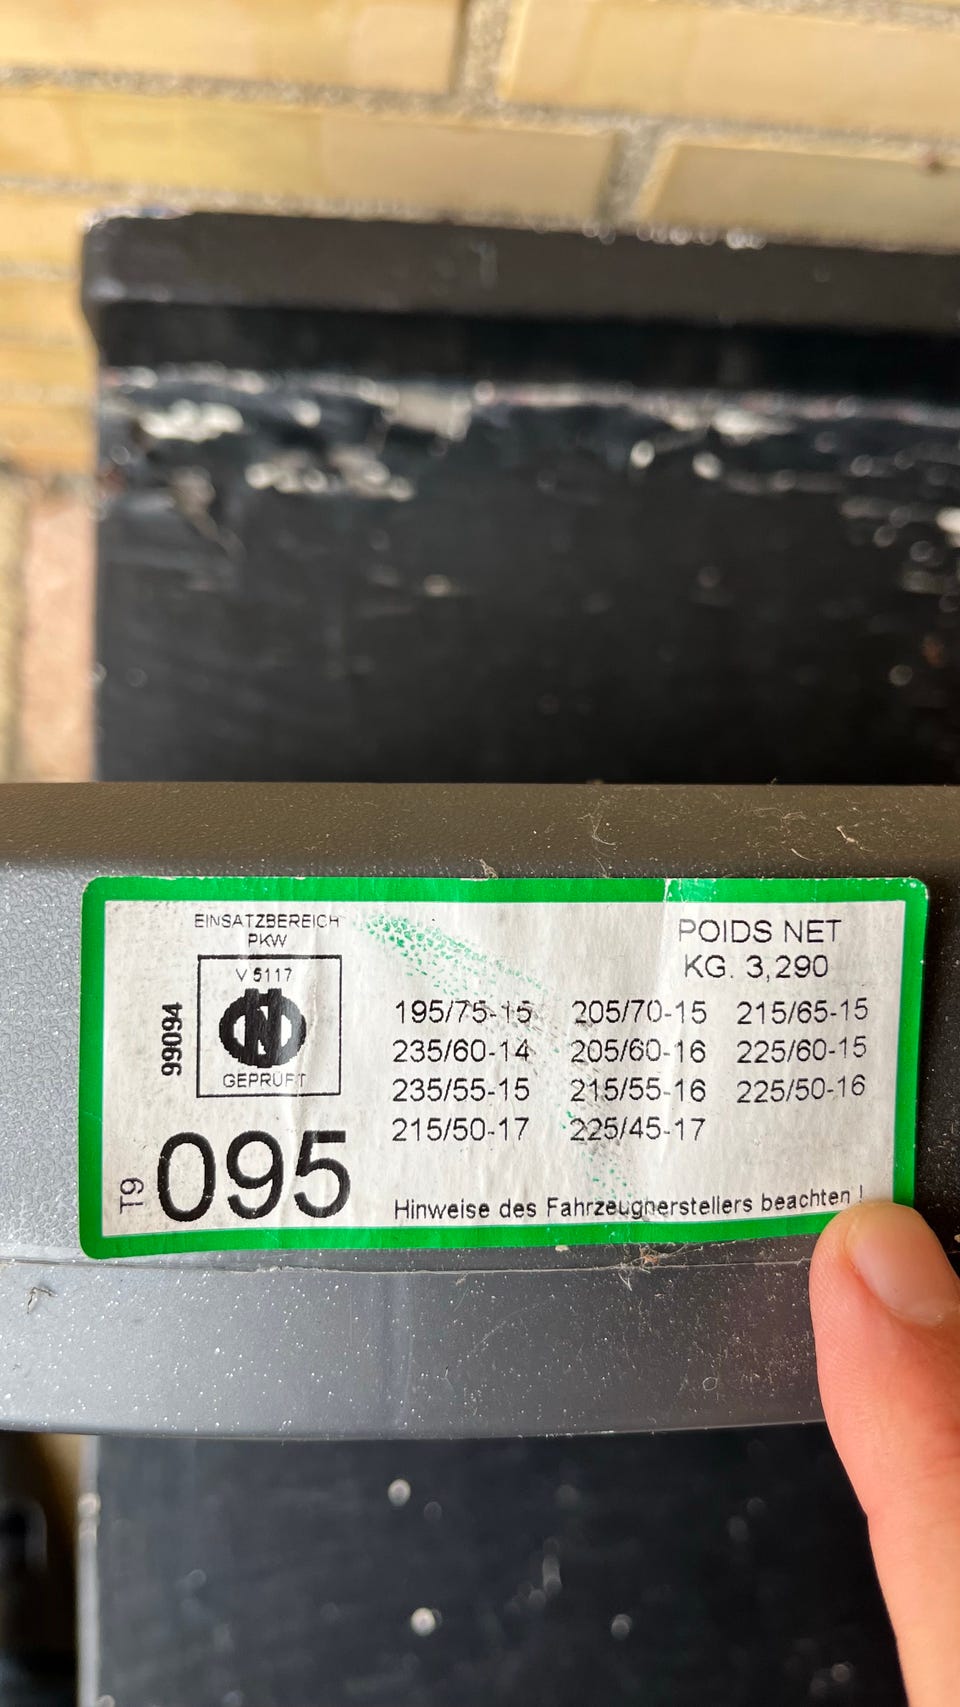 EINSATZBEREICH
PKW
V 5117
GEPRÜFT
99094
T9
095
POIDS NET
KG. 3,290
195/75-15 205/70-15 215/65-15
235/60-14 205/60-16 225/60-15
235/55-15 215/55-16 225/50-16
215/50-17 225/45-17
Hinweise des Fahrzeugherstellers beachten !